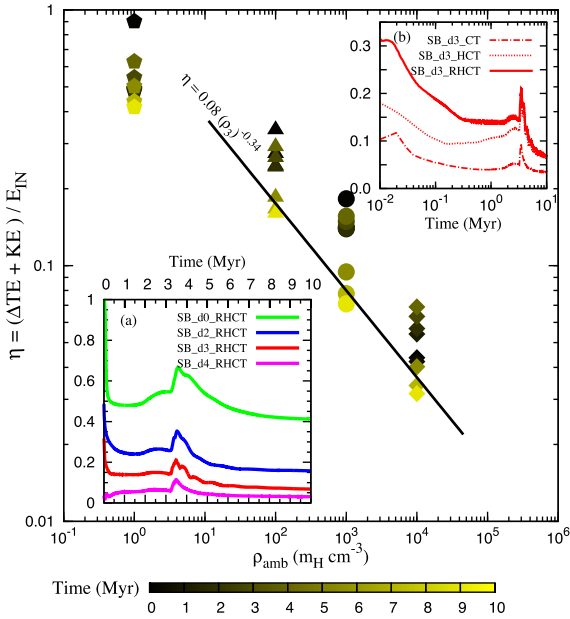 1
0.1
0.01
η = (ΔTE + KE ) / E_IN
10^-1 10^0 10^1 10^2 10^3 10^4 10^5 10^6
ρ_amb (m_H cm^-3)
η = 0.08 (ρ_3)^-0.34
(b)
SB_d3_CT
SB_d3_HCT
SB_d3_RHCT
0.3
0.2
0.1
0.0
10^-2 10^-1 10^0 10^1
Time (Myr)
Time (Myr)
0 1 2 3 4 5 6 7 8 9 10
(a)
SB_d0_RHCT
SB_d2_RHCT
SB_d3_RHCT
SB_d4_RHCT
1
0.8
0.6
0.4
0.2
0
Time (Myr)
0 1 2 3 4 5 6 7 8 9 10